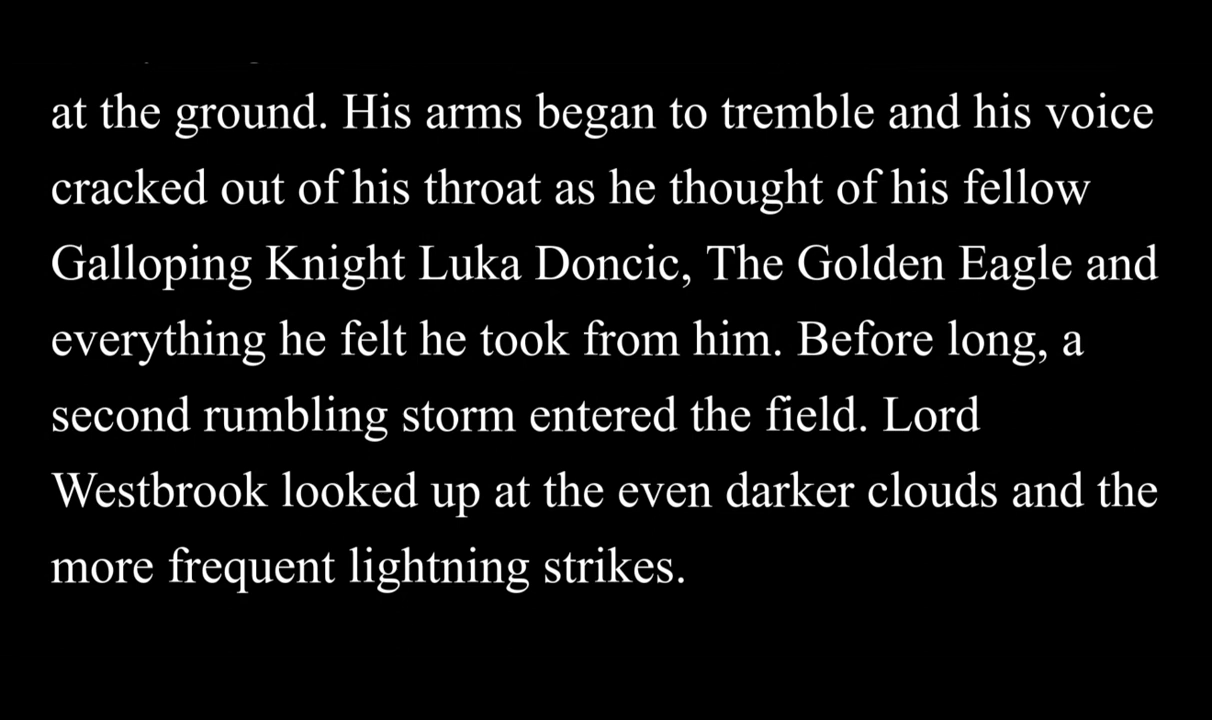 at the ground. His arms began to tremble and his voice
cracked out of his throat as he thought of his fellow
Galloping Knight Luka Doncic, The Golden Eagle and
everything he felt he took from him. Before long, a
second rumbling storm entered the field. Lord
Westbrook looked up at the even darker clouds and the
more frequent lightning strikes.